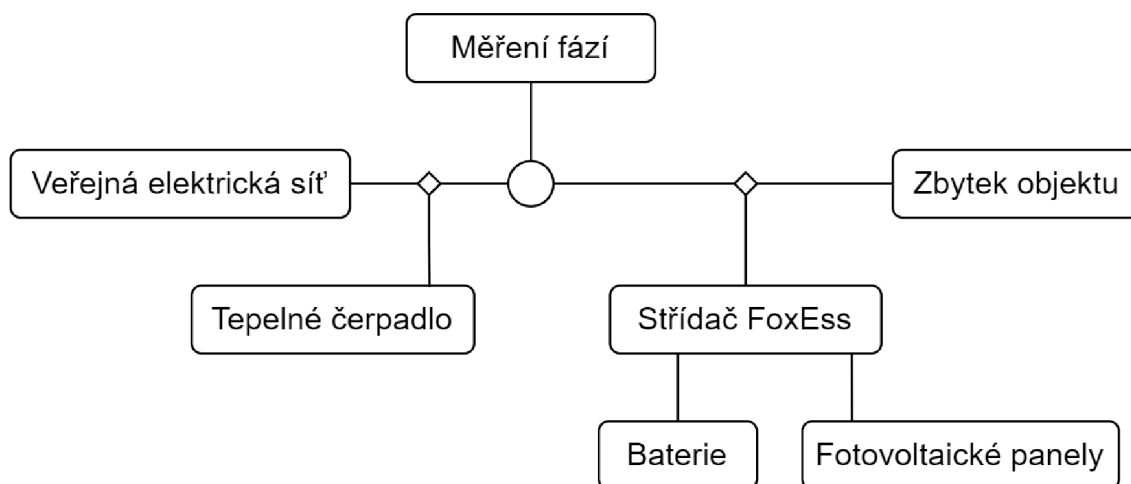 Měření fází
Veřejná elektrická síť
Zbytek objektu
Tepelné čerpadlo
Střídač FoxEss
Baterie
Fotovoltaické panely